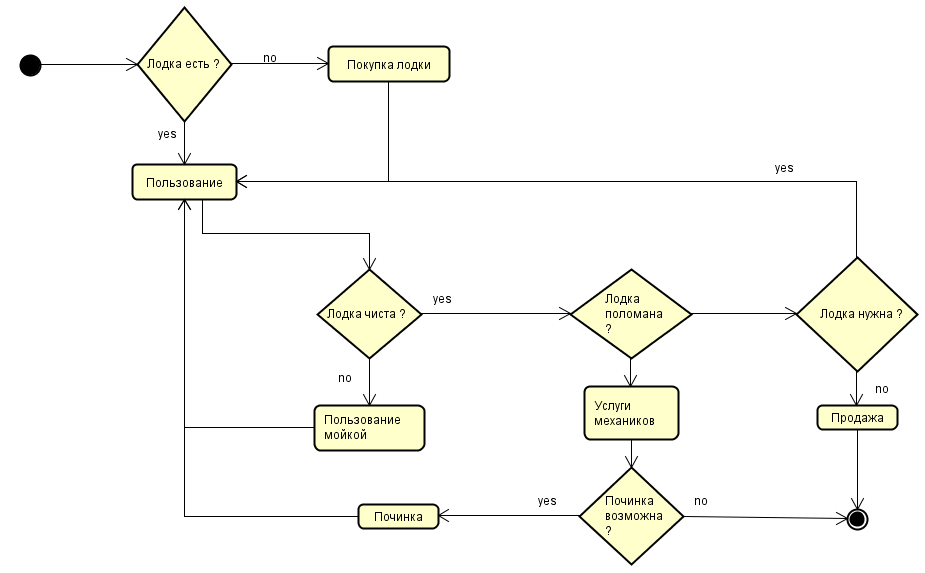 Лодка есть ?
no
Покупка лодки
yes
Пользование
yes
Лодка чиста ?
yes
Лодка
поломана
?
Лодка нужна ?
no
Пользование
мойкой
Услуги
механиков
no
Продажа
Починка
yes
Починка
возможна
?
no